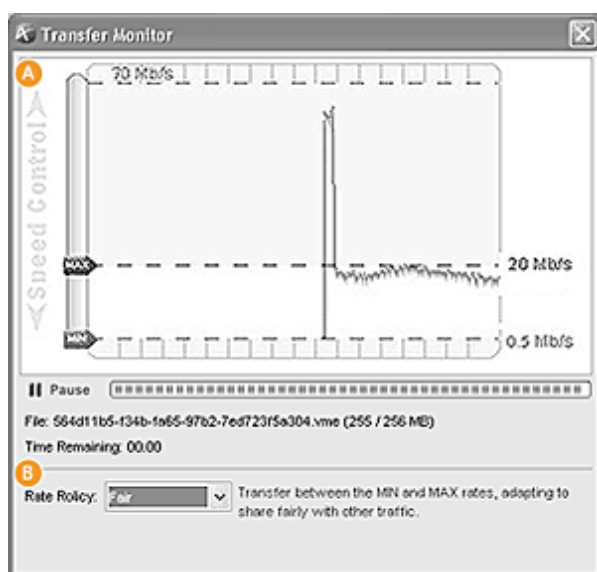 Transfer Monitor
A
70 Mb/s
Speed Control
MAX
20 Mb/s
MIN
0.5 Mb/s
Pause
File: 564d11b5-f34b-fa65-97b2-7ed723f5a304.vme (255 / 256 MB)
Time Remaining: 00:00
B
Rate Policy: Fair
Transfer between the MIN and MAX rates, adapting to
share fairly with other traffic.